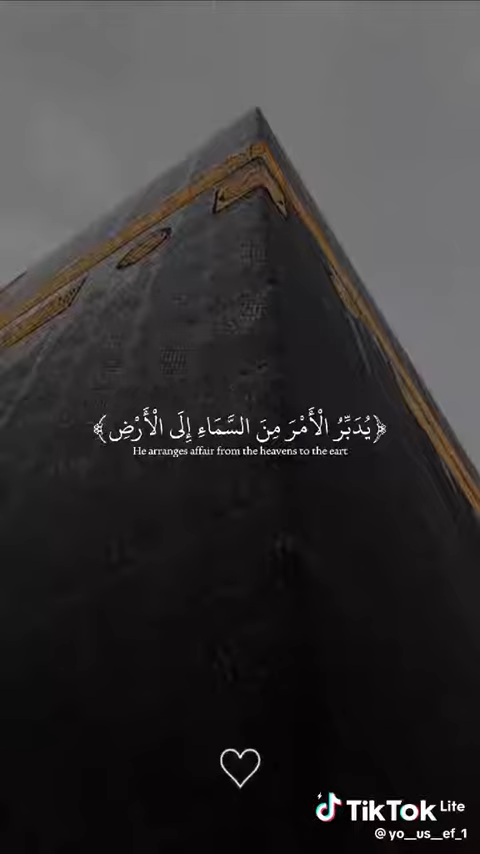 ﴿يُدَبِّرُ الْأَمْرَ مِنَ السَّمَاءِ إِلَى الْأَرْضِ﴾
He arranges affair from the heavens to the eart
TikTok Lite
@yo__us__ef_1